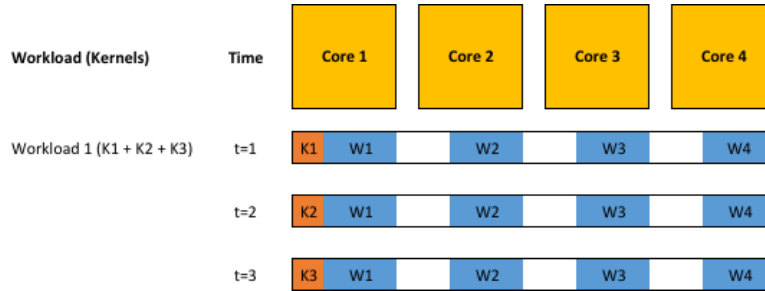 Workload (Kernels) Time Core 1 Core 2 Core 3 Core 4
Workload 1 (K1 + K2 + K3) t=1 K1 W1 W2 W3 W4
t=2 K2 W1 W2 W3 W4
t=3 K3 W1 W2 W3 W4